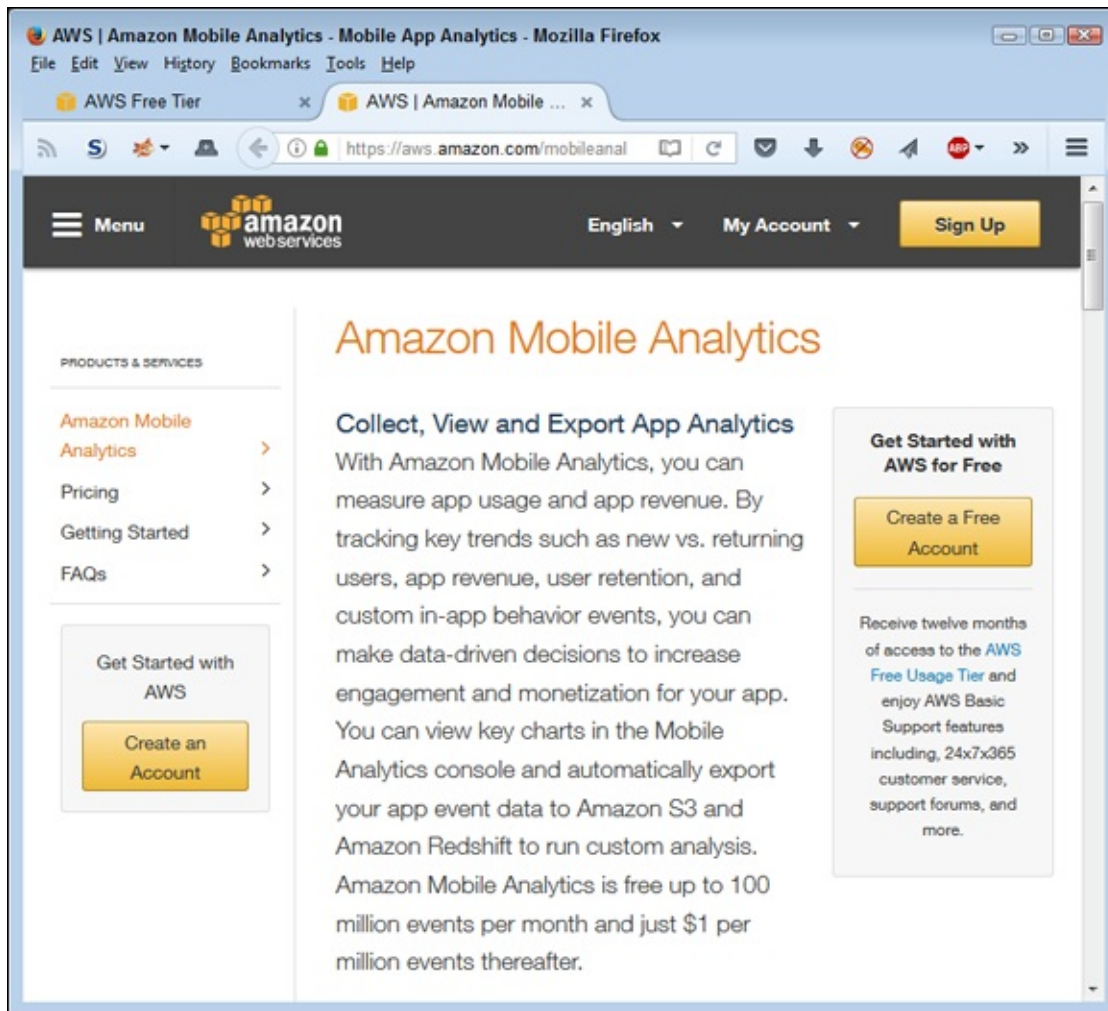 AWS | Amazon Mobile Analytics - Mobile App Analytics - Mozilla Firefox
File Edit View History Bookmarks Tools Help
AWS Free Tier
AWS | Amazon Mobile ...
S)
https://aws.amazon.com/mobileanal
ABP
Menu
amazon
webservices
English
My Account
Sign Up
PRODUCTS & SERVICES
Amazon Mobile
Analytics
Pricing
Getting Started
FAQs
Get Started with
AWS
Create an
Account
Amazon Mobile Analytics
Collect, View and Export App Analytics
With Amazon Mobile Analytics, you can
measure app usage and app revenue. By
tracking key trends such as new vs. returning
users, app revenue, user retention, and
custom in-app behavior events, you can
make data-driven decisions to increase
engagement and monetization for your app.
You can view key charts in the Mobile
Analytics console and automatically export
your app event data to Amazon S3 and
Amazon Redshift to run custom analysis.
Amazon Mobile Analytics is free up to 100
million events per month and just $1 per
million events thereafter.
Get Started with
AWS for Free
Create a Free
Account
Receive twelve months
of access to the AWS
Free Usage Tier and
enjoy AWS Basic
Support features
including, 24x7x365
customer service,
support forums, and
more.